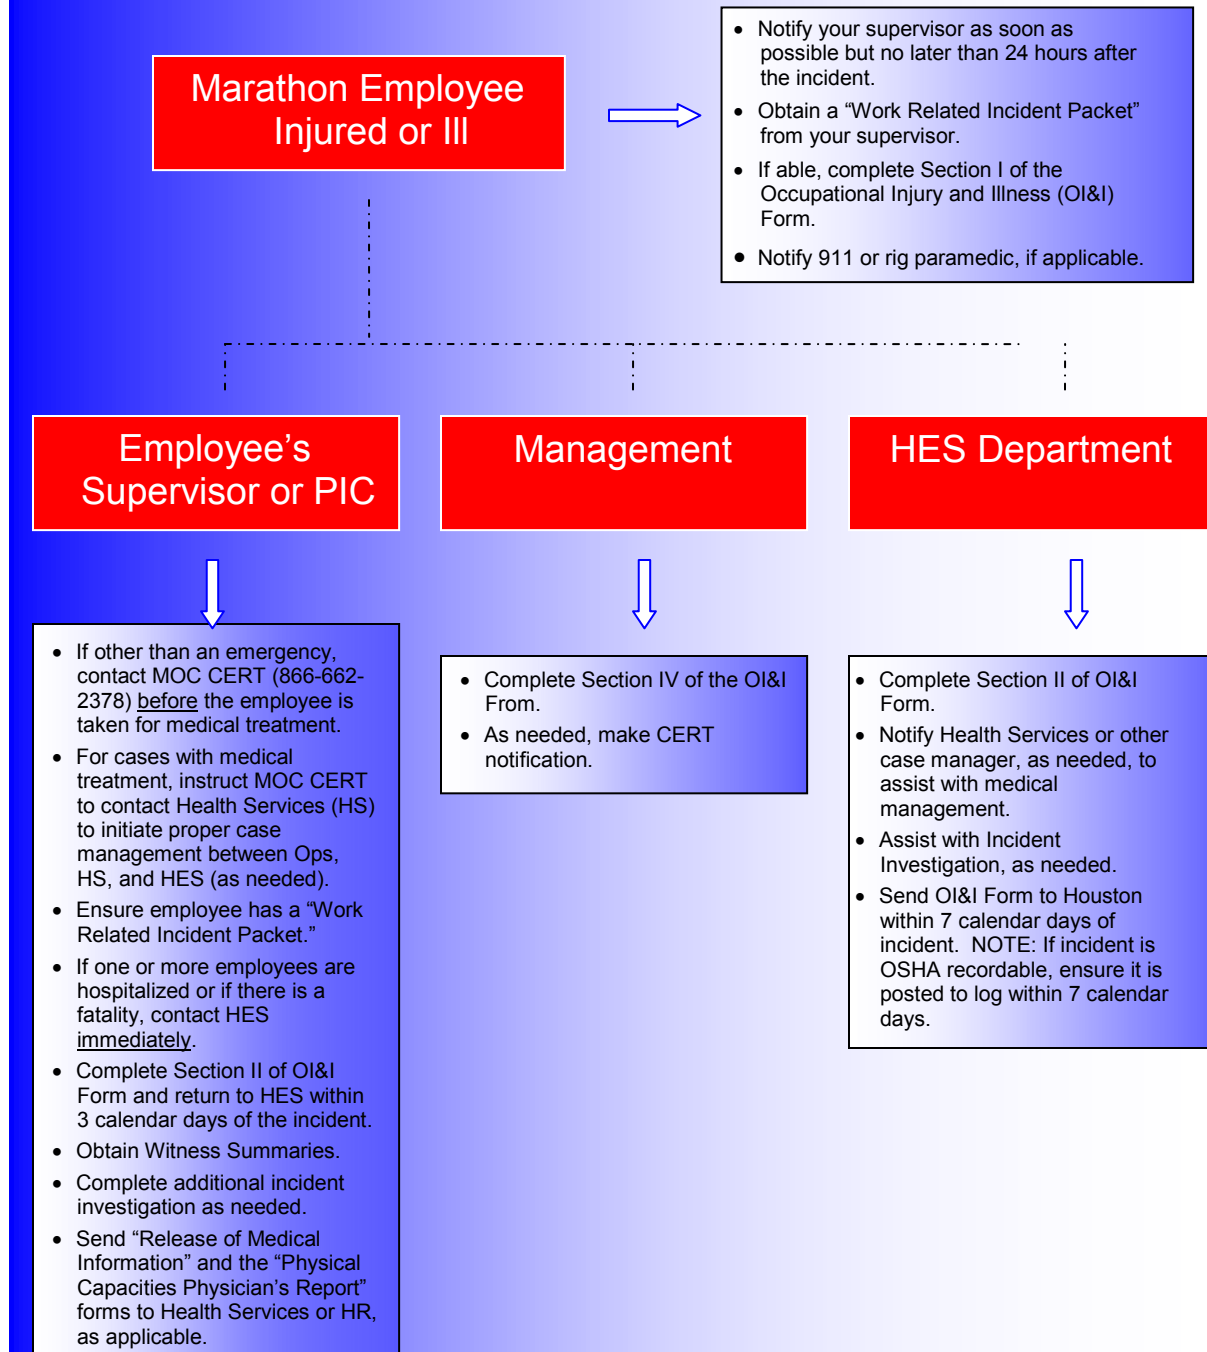 Marathon Employee
Injured or Ill
• Notify your supervisor as soon as
possible but no later than 24 hours after
the incident.
• Obtain a “Work Related Incident Packet”
from your supervisor.
• If able, complete Section I of the
Occupational Injury and Illness (OI&I)
Form.
• Notify 911 or rig paramedic, if applicable.
Employee’s
Supervisor or PIC
Management
HES Department
• If other than an emergency,
contact MOC CERT (866-662-
2378) before the employee is
taken for medical treatment.
• For cases with medical
treatment, instruct MOC CERT
to contact Health Services (HS)
to initiate proper case
management between Ops,
HS, and HES (as needed).
• Ensure employee has a “Work
Related Incident Packet.”
• If one or more employees are
hospitalized or if there is a
fatality, contact HES
immediately.
• Complete Section II of OI&I
Form and return to HES within
3 calendar days of the incident.
• Obtain Witness Summaries.
• Complete additional incident
investigation as needed.
• Send “Release of Medical
Information” and the “Physical
Capacities Physician’s Report”
forms to Health Services or HR,
as applicable.
• Complete Section IV of the OI&I
From.
• As needed, make CERT
notification.
• Complete Section II of OI&I
Form.
• Notify Health Services or other
case manager, as needed, to
assist with medical
management.
• Assist with Incident
Investigation, as needed.
• Send OI&I Form to Houston
within 7 calendar days of
incident.  NOTE: If incident is
OSHA recordable, ensure it is
posted to log within 7 calendar
days.